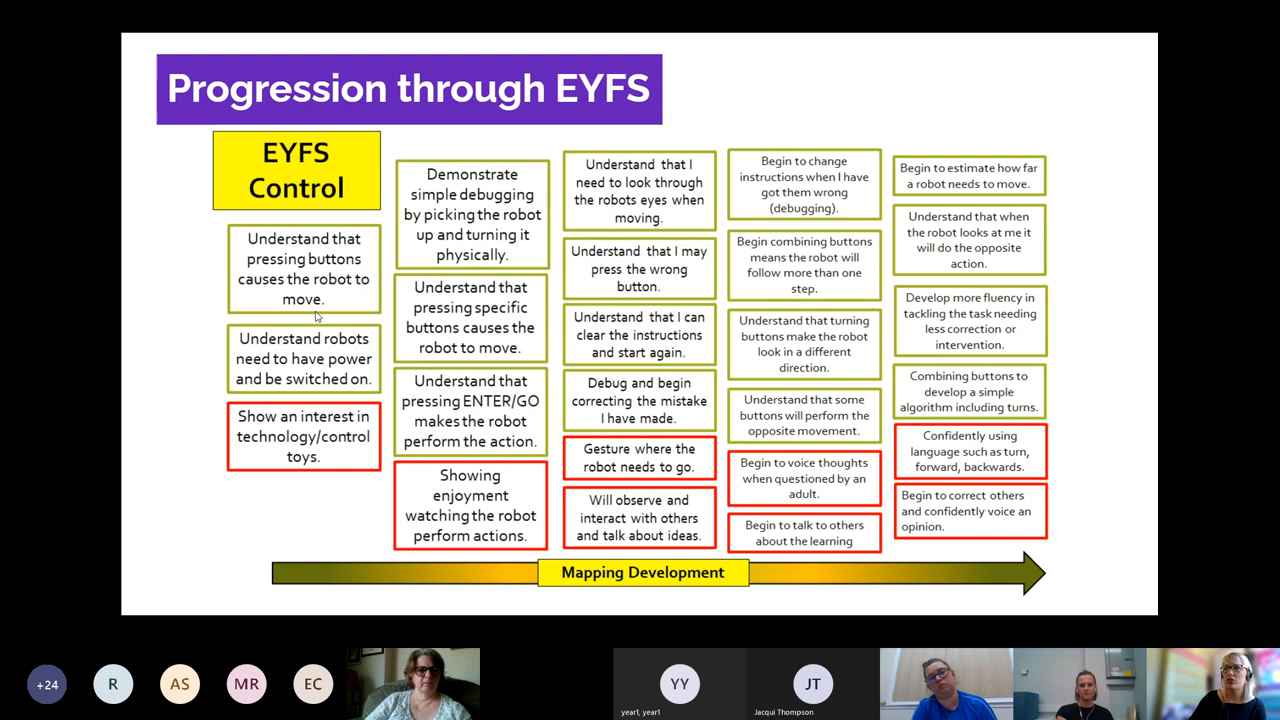 Progression through EYFS
EYFS
Control
Understand that
pressing buttons
causes the robot to
move.
Understand robots
need to have power
and be switched on.
Show an interest in
technology/control
toys.
Demonstrate
simple debugging
by picking the robot
up and turning it
physically.
Understand that
pressing specific
buttons causes the
robot to move.
Understand that
pressing ENTER/GO
makes the robot
perform the action.
Showing
enjoyment
watching the robot
perform actions.
Understand that I
need to look through
the robots eyes when
moving.
Understand that I may
press the wrong
button.
Understand that I can
clear the instructions
and start again.
Debug and begin
correcting the mistake
I have made.
Gesture where the
robot needs to go.
Will observe and
interact with others
and talk about ideas.
Begin to change
instructions when I have
got them wrong
(debugging).
Begin combining buttons
means the robot will
follow more than one
step.
Understand that turning
buttons make the robot
look in a different
direction.
Understand that some
buttons will perform the
opposite movement.
Begin to voice thoughts
when questioned by an
adult.
Begin to talk to others
about the learning
Begin to estimate how far
a robot needs to move.
Understand that when
the robot looks at me it
will do the opposite
action.
Develop more fluency in
tackling the task needing
less correction or
intervention.
Combining buttons to
develop a simple
algorithm including turns.
Confidently using
language such as turn,
forward, backwards.
Begin to correct others
and confidently voice an
opinion.
Mapping Development
+24
R
AS
MR
EC
YY
year1, year1
JT
Jacqui Thompson